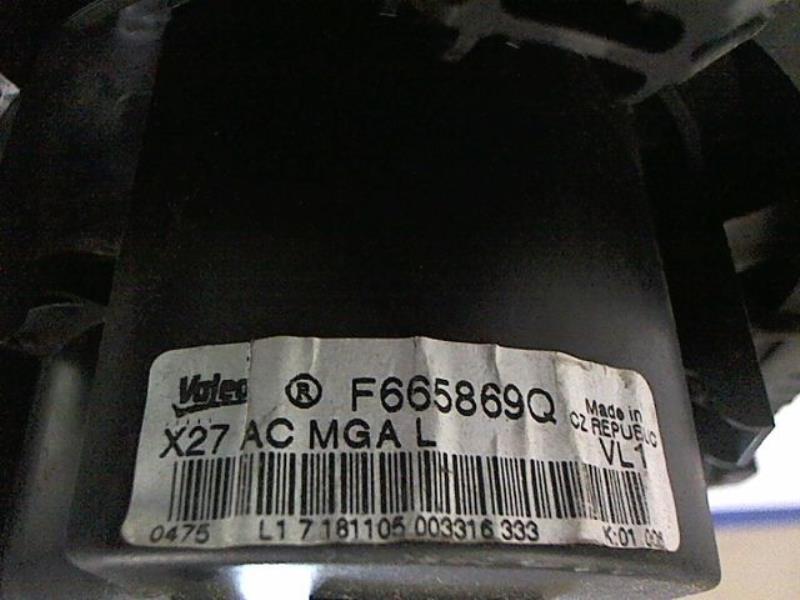 Valeo ® F665869Q Made in
CZ REPUBLIC
X27 AC MGA L VL1
0475 L1 7 181105 003316 333 K:01